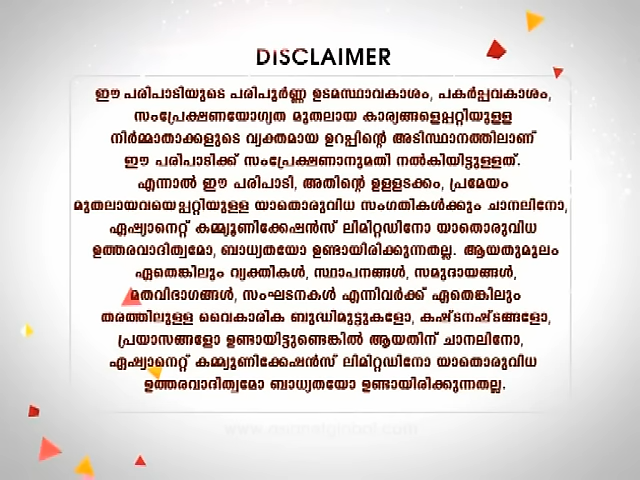 DISCLAIMER
ഈ പരിപാടിയുടെ പരിപൂർണ്ണ ഉടമസ്ഥാവകാശം, പകർപ്പവകാശം,
സംപ്രേക്ഷണയോഗ്യത മുതലായ കാര്യങ്ങളെപ്പറ്റിയുള്ള
നിർമ്മാതാക്കളുടെ വ്യക്തമായ ഉറപ്പിന്റെ അടിസ്ഥാനത്തിലാണ്
ഈ പരിപാടിക്ക് സംപ്രേക്ഷണാനുമതി നൽകിയിട്ടുള്ളത്.
എന്നാൽ ഈ പരിപാടി, അതിന്റെ ഉള്ളടക്കം, പ്രമേയം
മുതലായവയെപ്പറ്റിയുള്ള യാതൊരുവിധ സംഗതികൾക്കും ചാനലിനോ,
ഏഷ്യാനെറ്റ് കമ്മ്യൂണിക്കേഷൻസ് ലിമിറ്റഡിനോ യാതൊരുവിധ
ഉത്തരവാദിത്വമോ, ബാധ്യതയോ ഉണ്ടായിരിക്കുന്നതല്ല. ആയതുമൂലം
ഏതെങ്കിലും വ്യക്തികൾ, സ്ഥാപനങ്ങൾ, സമുദായങ്ങൾ,
മതവിഭാഗങ്ങൾ, സംഘടനകൾ എന്നിവർക്ക് ഏതെങ്കിലും
തരത്തിലുള്ള വൈകാരിക ബുദ്ധിമുട്ടുകളോ, കഷ്ടനഷ്ടങ്ങളോ,
പ്രയാസങ്ങളോ ഉണ്ടായിട്ടുണ്ടെങ്കിൽ ആയതിന് ചാനലിനോ,
ഏഷ്യാനെറ്റ് കമ്മ്യൂണിക്കേഷൻസ് ലിമിറ്റഡിനോ യാതൊരുവിധ
ഉത്തരവാദിത്വമോ ബാധ്യതയോ ഉണ്ടായിരിക്കുന്നതല്ല.
www.asianetglobal.com